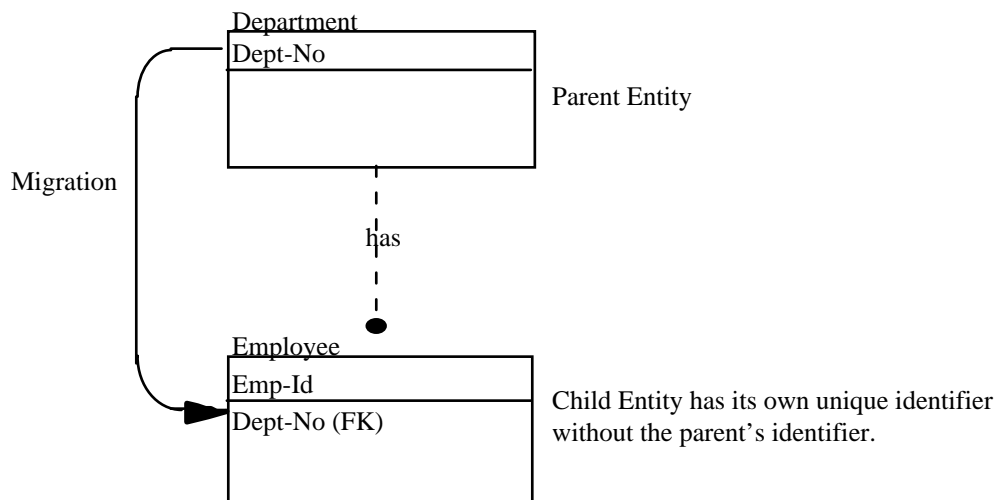 Department
Dept-No
Parent Entity
Migration
has
Employee
Emp-Id
Dept-No (FK)
Child Entity has its own unique identifier
without the parent’s identifier.